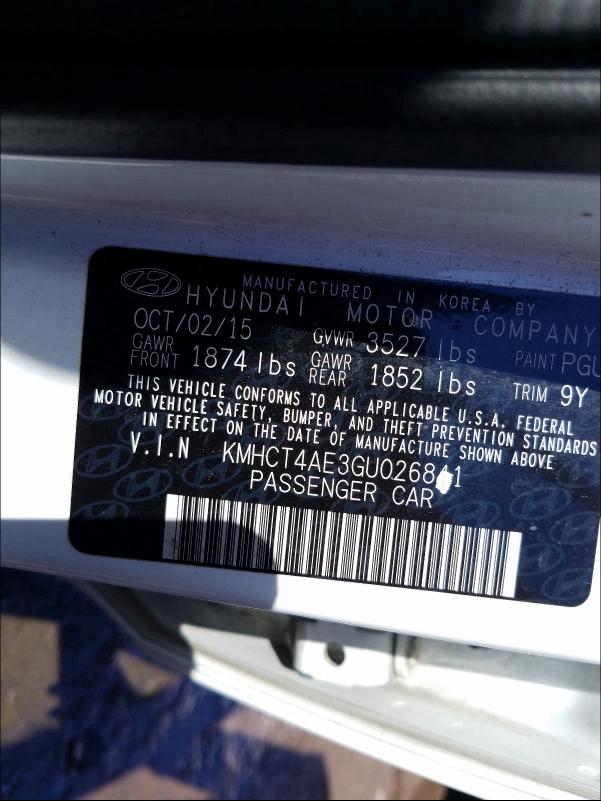 MANUFACTURED IN KOREA BY
HYUNDAI MOTOR COMPANY
OCT/02/15 GVWR 3527 lbs PAINT PGU
GAWR FRONT 1874 lbs GAWR REAR 1852 lbs TRIM 9Y
THIS VEHICLE CONFORMS TO ALL APPLICABLE U.S.A. FEDERAL
MOTOR VEHICLE SAFETY, BUMPER, AND THEFT PREVENTION STANDARDS
IN EFFECT ON THE DATE OF MANUFACTURE SHOWN ABOVE
V.I.N KMHCT4AE3GU026841
PASSENGER CAR